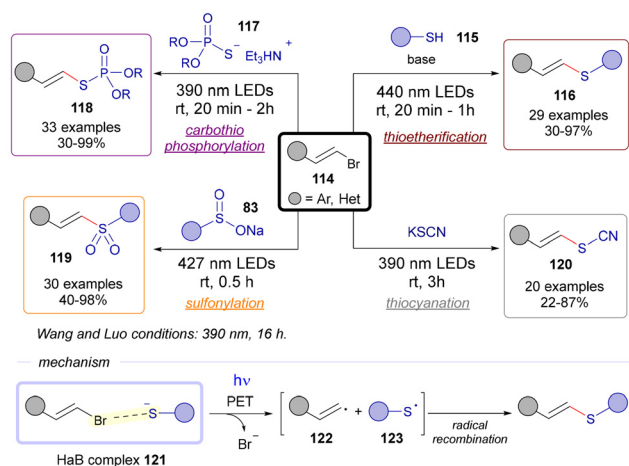 117
RO
RO
O
P
S⁻ Et₃HN⁺
SH 115
base
S
O
P
OR
O
R
118
33 examples
30-99%
390 nm LEDs
rt, 20 min - 2h
carbothio
phosphorylation
440 nm LEDs
rt, 20 min - 1h
thioetherification
S
116
29 examples
30-97%
Br
114
= Ar, Het
S
O O
119
30 examples
40-98%
O
S
ONa
83
427 nm LEDs
rt, 0.5 h
sulfonylation
KSCN
390 nm LEDs
rt, 3h
thiocyanation
S CN
120
20 examples
22-87%
Wang and Luo conditions: 390 nm, 16 h.
mechanism
Br S⁻
HaB complex 121
hν
PET
Br⁻
122 + S• 123
radical
recombination
S